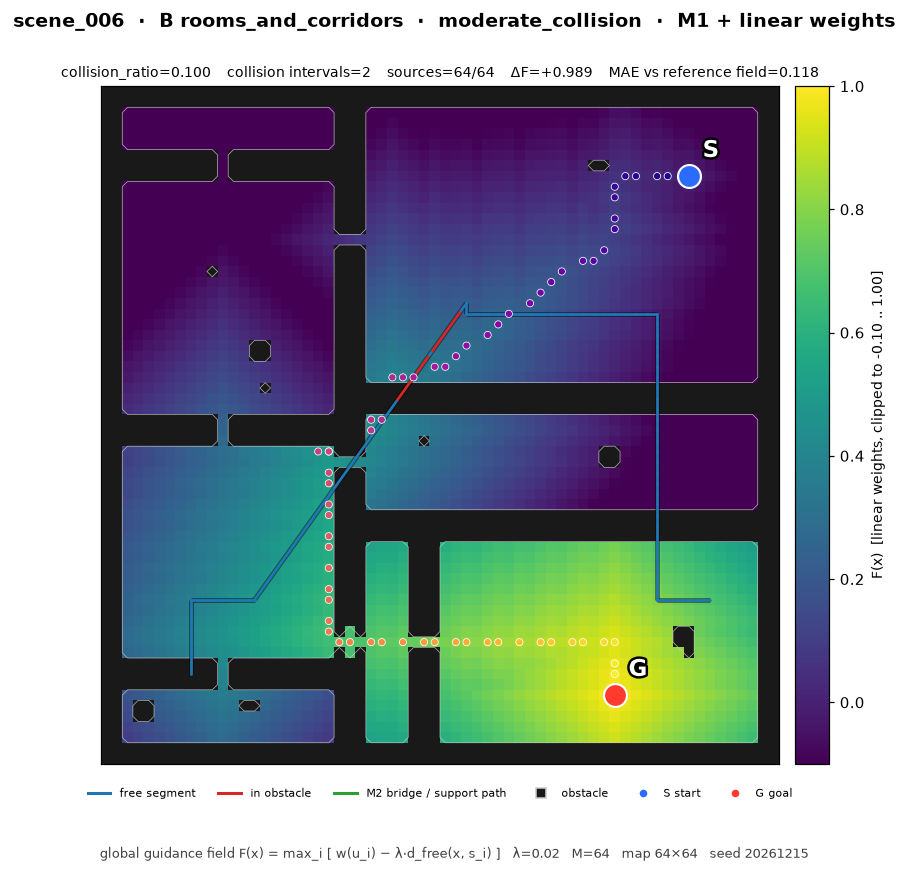 scene_006 · B rooms_and_corridors · moderate_collision · M1 + linear weights
collision_ratio=0.100 collision intervals=2 sources=64/64 ΔF=+0.989 MAE vs reference field=0.118
S
G
1.0
0.8
0.6
0.4
0.2
0.0
F(x) [linear weights, clipped to -0.10 .. 1.00]
free segment in obstacle M2 bridge / support path obstacle S start G goal
global guidance field F(x) = max_i [ w(u_i) − λ·d_free(x, s_i) ] λ=0.02 M=64 map 64×64 seed 20261215